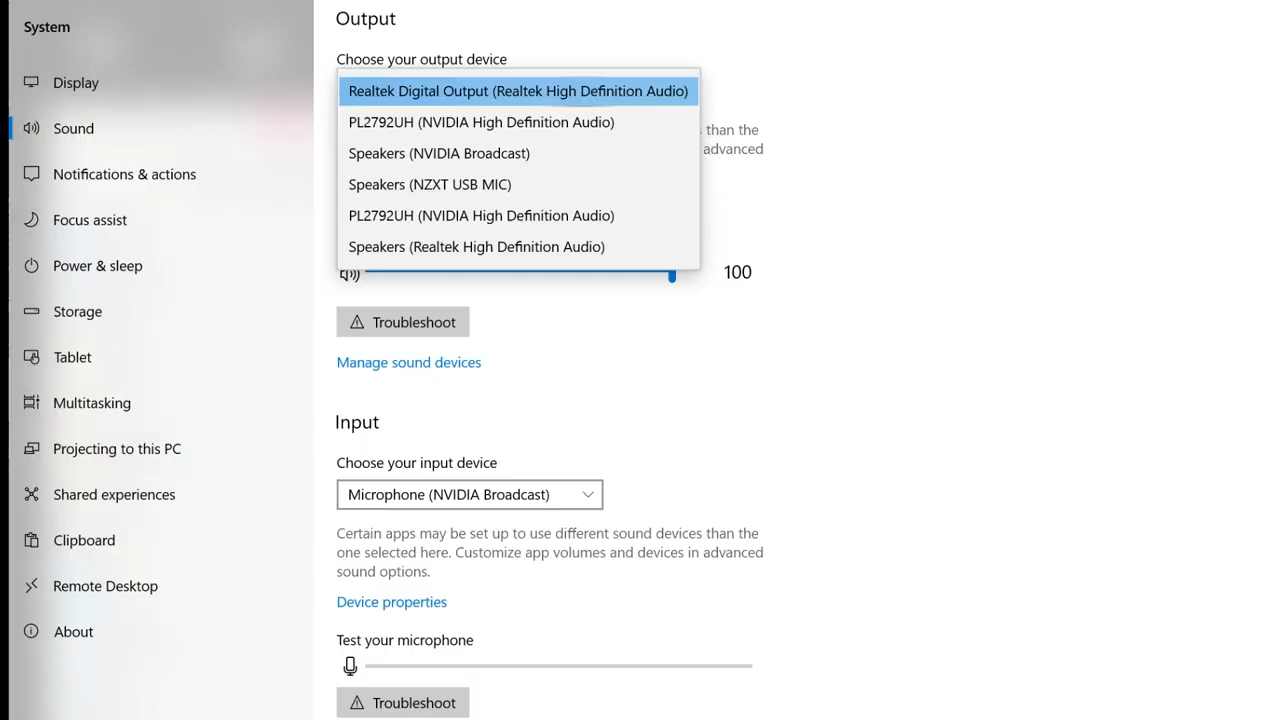 System
Display
Sound
Notifications & actions
Focus assist
Power & sleep
Storage
Tablet
Multitasking
Projecting to this PC
Shared experiences
Clipboard
Remote Desktop
About
Output
Choose your output device
Realtek Digital Output (Realtek High Definition Audio)
PL2792UH (NVIDIA High Definition Audio)
Speakers (NVIDIA Broadcast)
Speakers (NZXT USB MIC)
PL2792UH (NVIDIA High Definition Audio)
Speakers (Realtek High Definition Audio)
than the
advanced
100
Troubleshoot
Manage sound devices
Input
Choose your input device
Microphone (NVIDIA Broadcast)
Certain apps may be set up to use different sound devices than the
one selected here. Customize app volumes and devices in advanced
sound options.
Device properties
Test your microphone
Troubleshoot